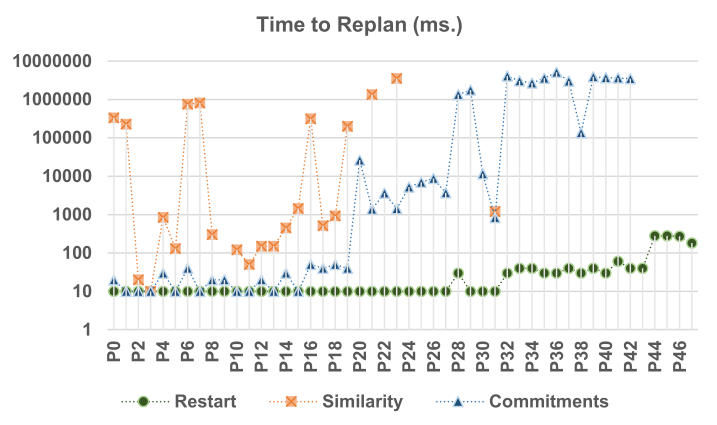 Time to Replan (ms.)
10000000
1000000
100000
10000
1000
100
10
1
P0 P2 P4 P6 P8 P10 P12 P14 P16 P18 P20 P22 P24 P26 P28 P30 P32 P34 P36 P38 P40 P42 P44 P46
Restart Similarity Commitments